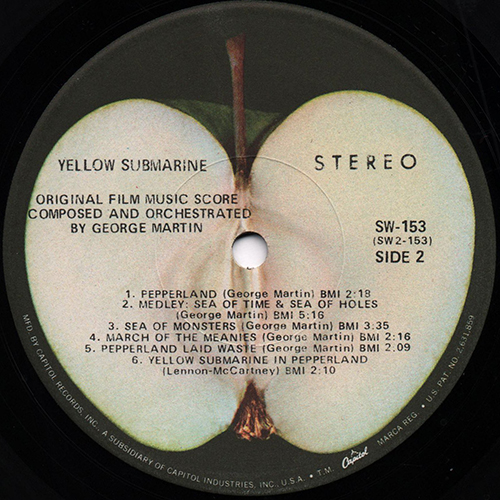 YELLOW SUBMARINE
STEREO
ORIGINAL FILM MUSIC SCORE
COMPOSED AND ORCHESTRATED
BY GEORGE MARTIN
SW-153
(SW2-153)
SIDE 2
1. PEPPERLAND (George Martin) BMI 2:18
2. MEDLEY: SEA OF TIME & SEA OF HOLES
(George Martin) BMI 5:16
3. SEA OF MONSTERS (George Martin) BMI 3:35
4. MARCH OF THE MEANIES (George Martin) BMI 2:16
5. PEPPERLAND LAID WASTE (George Martin) BMI 2.09
6. YELLOW SUBMARINE IN PEPPERLAND
(Lennon-McCartney) BMI 2:10
MFD. BY CAPITOL RECORDS, INC., A SUBSIDIARY OF CAPITOL INDUSTRIES, INC., U.S.A. • T.M. Capitol MARCA REG. • U.S. PAT. NO. 2,631,859